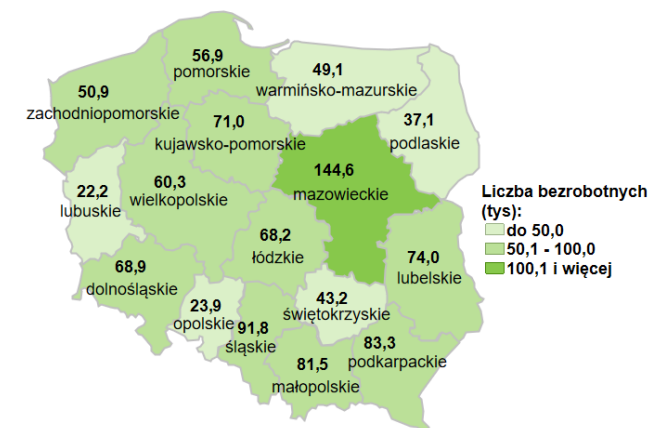 56,9
pomorskie
49,1
warmińsko-mazurskie
50,9
zachodniopomorskie
71,0
kujawsko-pomorskie
37,1
podlaskie
144,6
mazowieckie
22,2
lubuskie
60,3
wielkopolskie
Liczba bezrobotnych
(tys):
do 50,0
50,1 - 100,0
100,1 i więcej
68,2
łódzkie
74,0
lubelskie
68,9
dolnośląskie
23,9
opolskie
43,2
świętokrzyskie
91,8
śląskie
81,5
małopolskie
83,3
podkarpackie